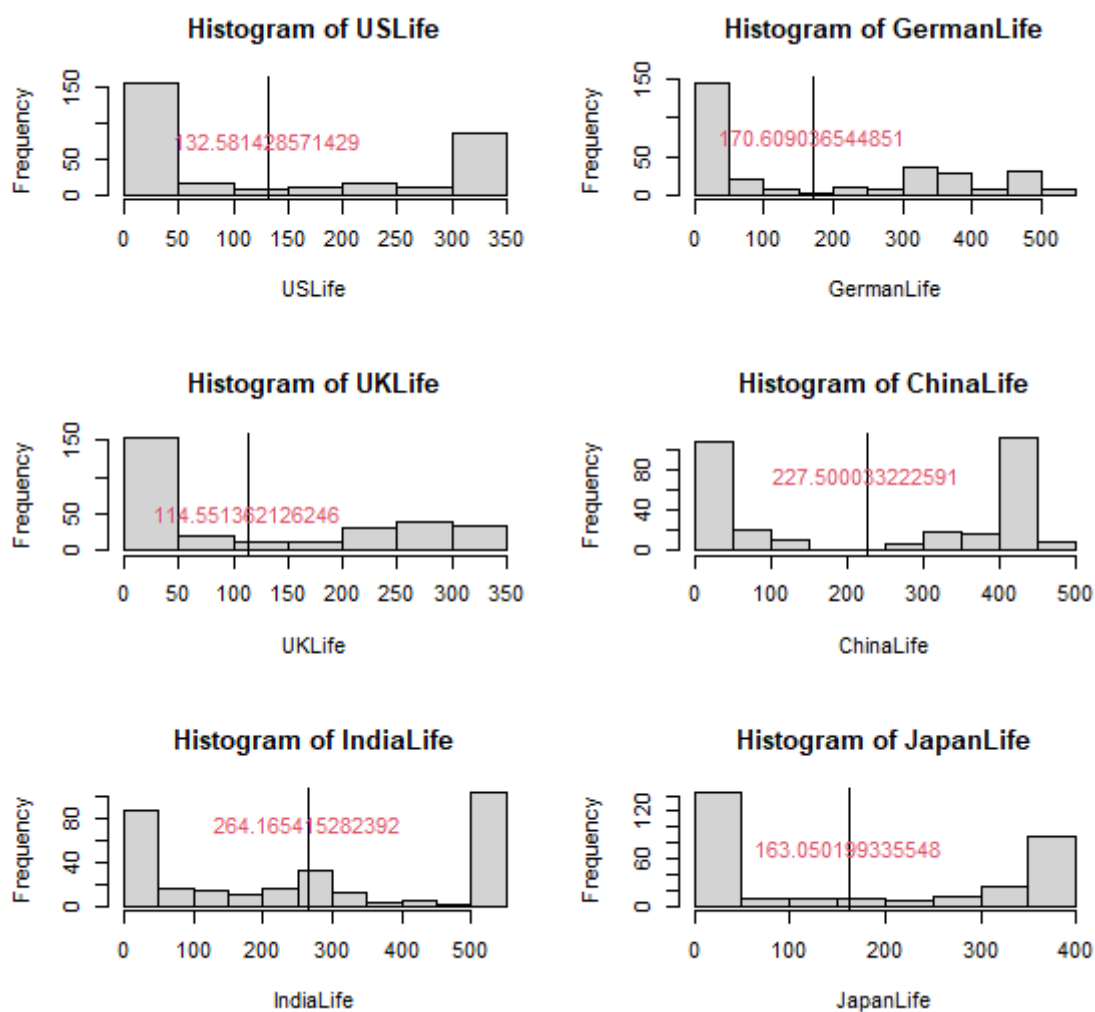 Histogram of USLife
Frequency
150
50
0
132.581428571429
0 50 100 150 200 250 300 350
USLife
Histogram of GermanLife
Frequency
150
50
0
170.609036544851
0 100 200 300 400 500
GermanLife
Histogram of UKLife
Frequency
150
50
0
114.551362126246
0 50 100 150 200 250 300 350
UKLife
Histogram of ChinaLife
Frequency
80
40
0
227.500033222591
0 100 200 300 400 500
ChinaLife
Histogram of IndiaLife
Frequency
80
40
0
264.165415282392
0 100 200 300 400 500
IndiaLife
Histogram of JapanLife
Frequency
120
60
0
163.050199335548
0 100 200 300 400
JapanLife